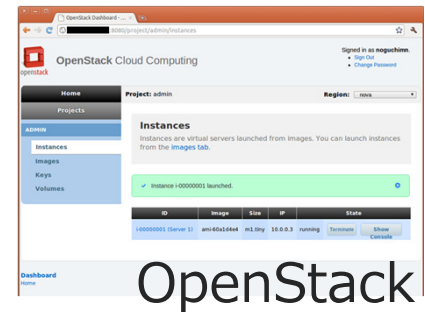 OpenStack Dashboard - ...
8080/project/admin/instances
openstack
OpenStack Cloud Computing
Signed in as noguchimn.
Sign Out
Change Password
Home
Projects
ADMIN
Instances
Images
Keys
Volumes
Project: admin
Region: nova
Instances
Instances are virtual servers launched from images. You can launch instances
from the images tab.
Instance i-00000001 launched.
ID Image Size IP State
i-00000001 (Server 1) ami-60a1d4e4 m1.tiny 10.0.0.3 running Terminate Show
Console
Dashboard
Home
OpenStack